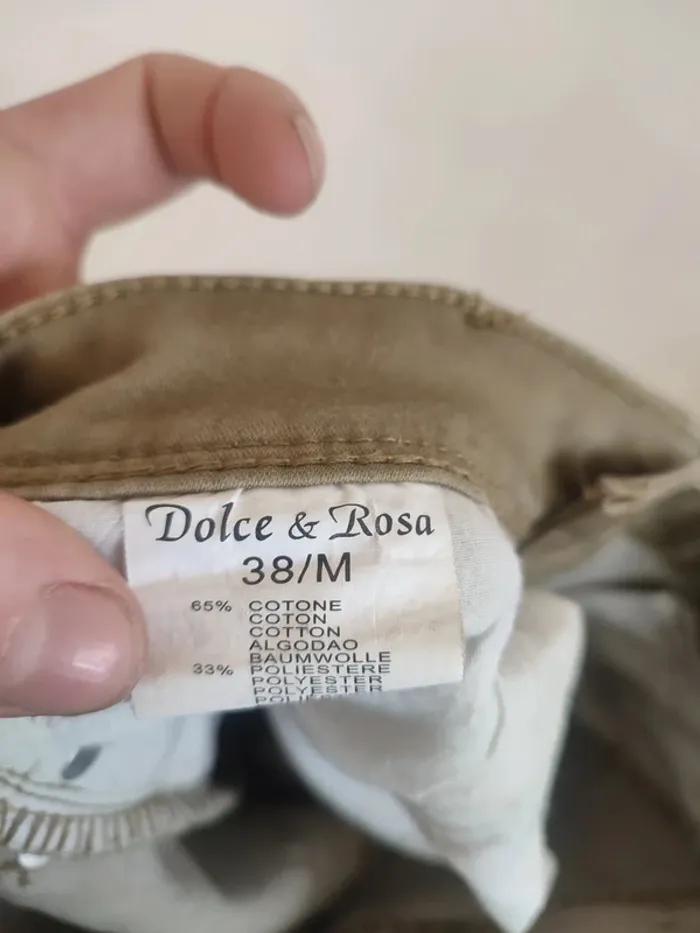 Dolce & Rosa
38/M
65% COTONE
COTON
COTTON
ALGODAO
BAUMWOLLE
33% POLIESTERE
POLYESTER
POLYESTER